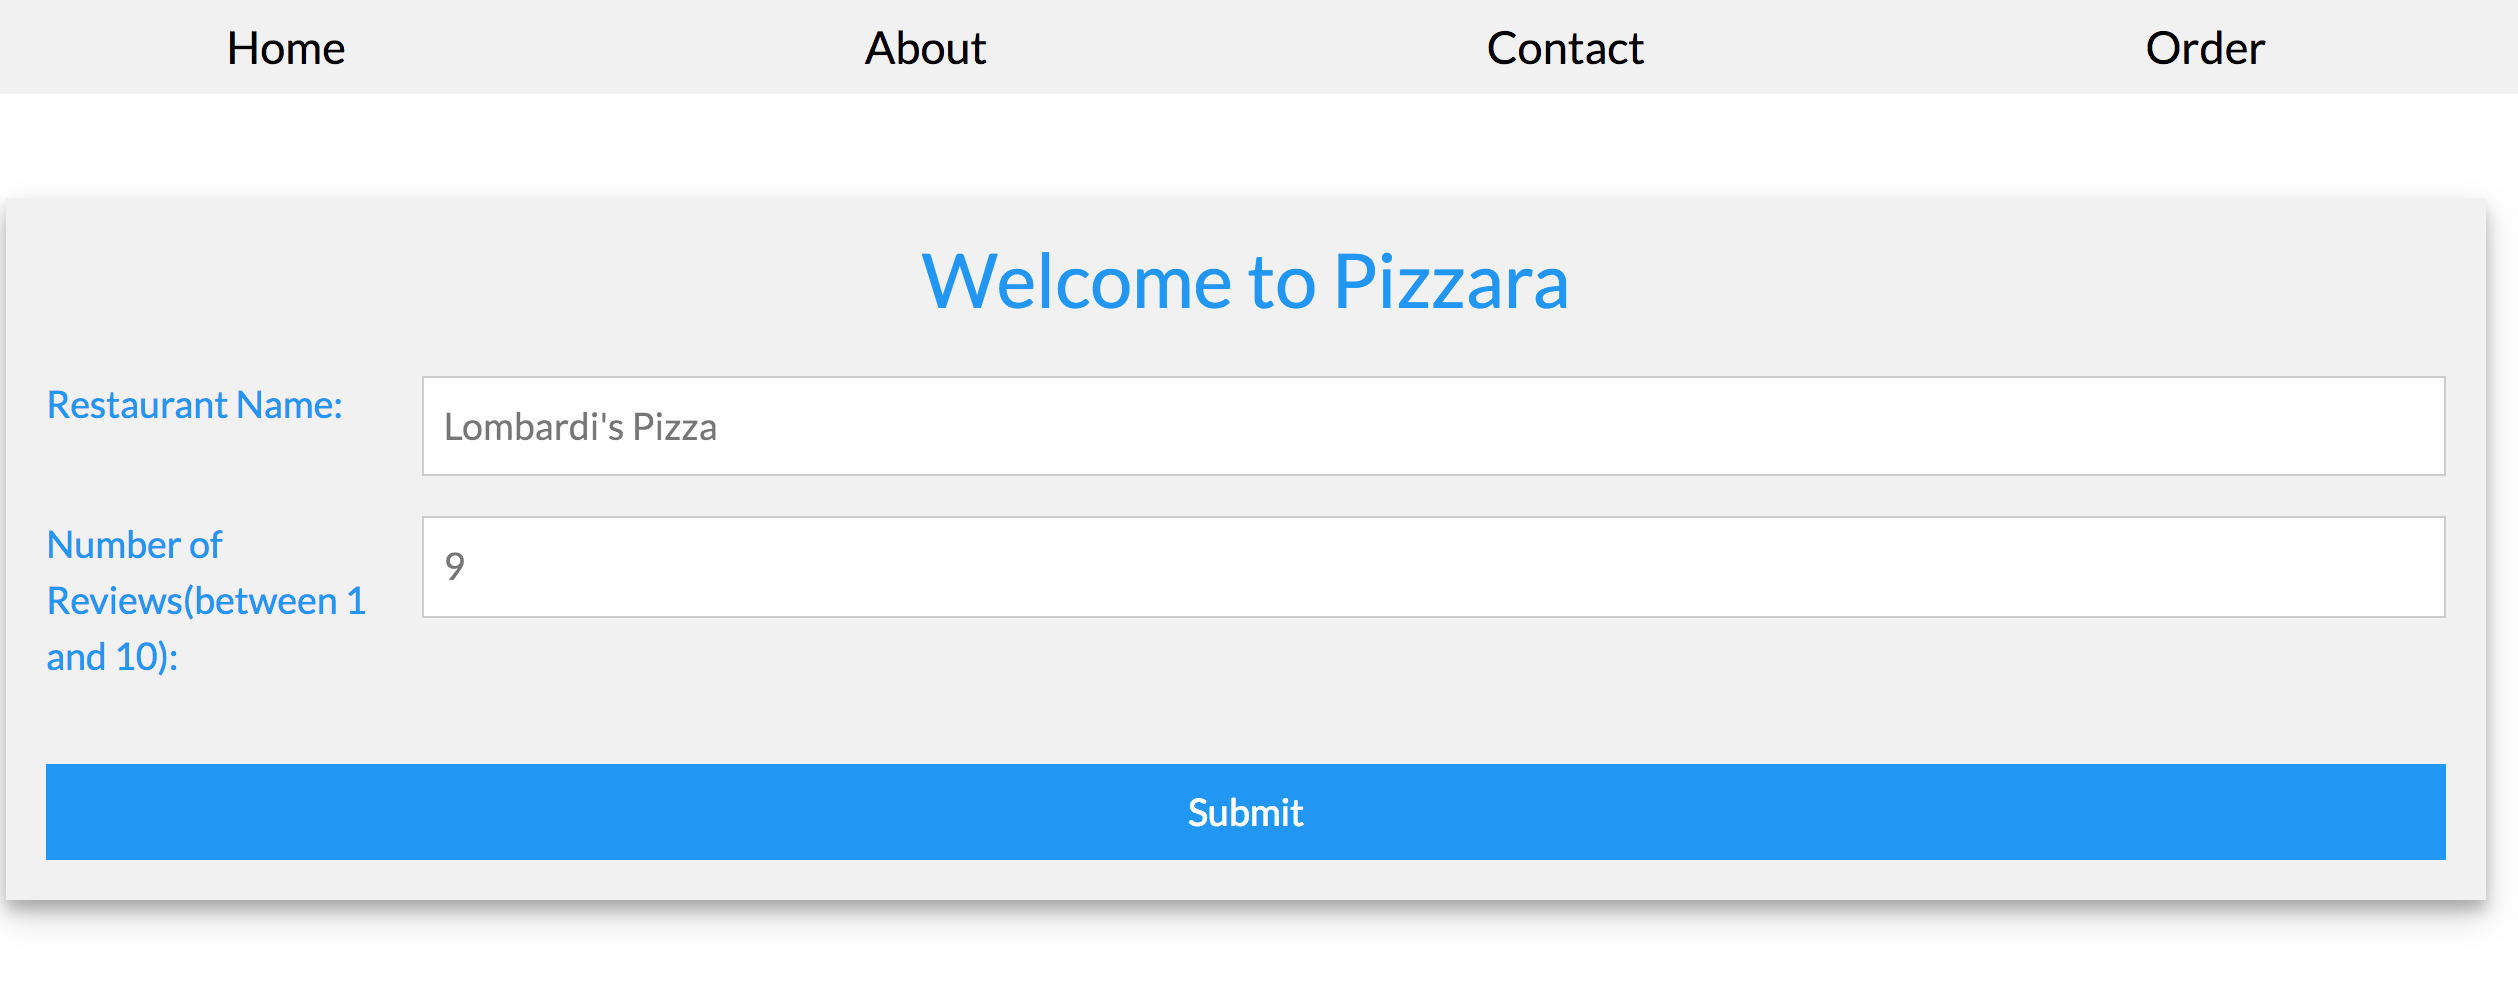 Home About Contact Order
Welcome to Pizzara
Restaurant Name:
Lombardi's Pizza
Number of
Reviews(between 1
and 10):
9
Submit